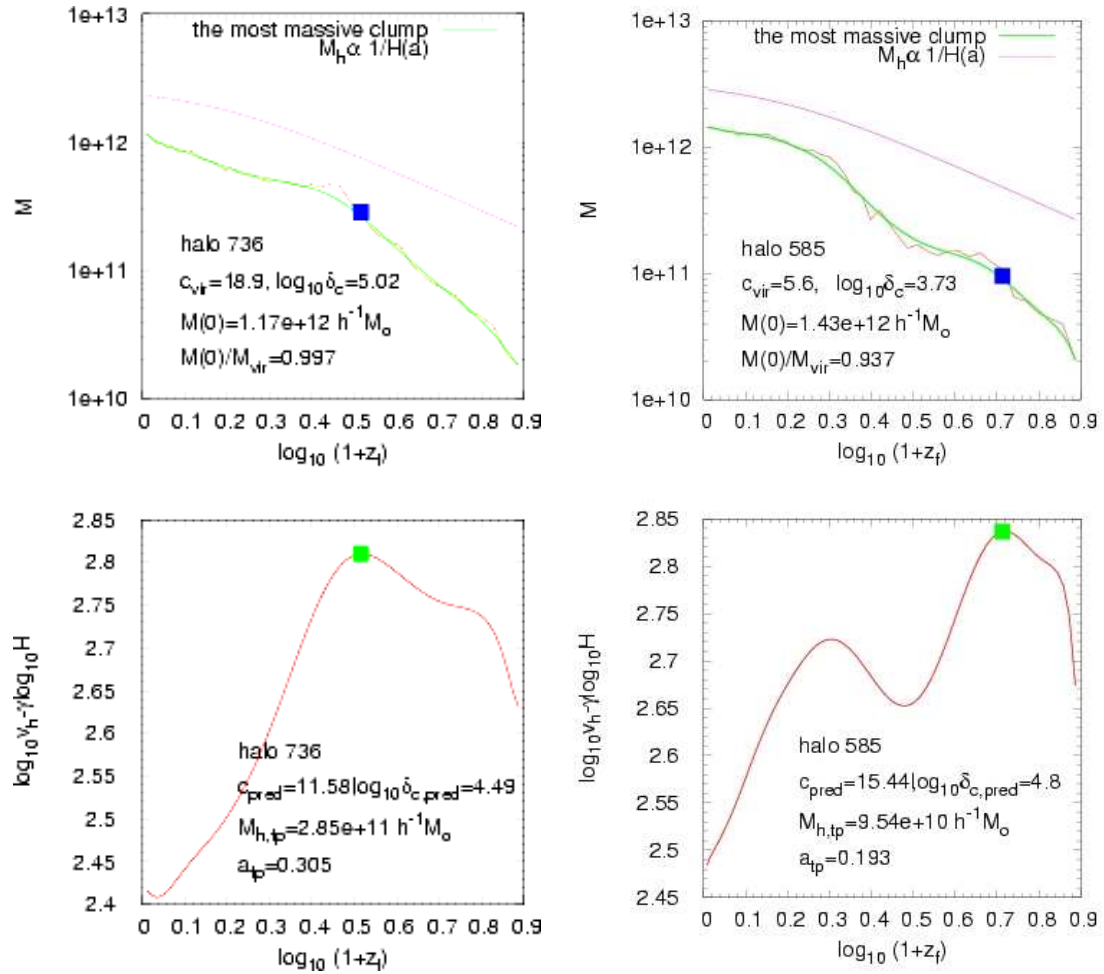 the most massive clump
M_h α 1/H(a)
1e+13
1e+12
1e+11
1e+10
M
halo 736
c_vir=18.9, log_10 δ_c=5.02
M(0)=1.17e+12 h^-1 M_o
M(0)/M_vir=0.997
0 0.1 0.2 0.3 0.4 0.5 0.6 0.7 0.8 0.9
log_10 (1+z_f)
the most massive clump
M_h α 1/H(a)
1e+13
1e+12
1e+11
1e+10
M
halo 585
c_vir=5.6, log_10 δ_c=3.73
M(0)=1.43e+12 h^-1 M_o
M(0)/M_vir=0.937
0 0.1 0.2 0.3 0.4 0.5 0.6 0.7 0.8 0.9
log_10 (1+z_f)
2.85
2.8
2.75
2.7
2.65
2.6
2.55
2.5
2.45
2.4
log_10 v_h-γlog_10 H
halo 736
c_pred=11.58,log_10 δ_c,pred=4.49
M_h,tp=2.85e+11 h^-1 M_o
a_tp=0.305
0 0.1 0.2 0.3 0.4 0.5 0.6 0.7 0.8 0.9
log_10 (1+z_f)
2.85
2.8
2.75
2.7
2.65
2.6
2.55
2.5
2.45
log_10 v_h-γlog_10 H
halo 585
c_pred=15.44,log_10 δ_c,pred=4.8
M_h,tp=9.54e+10 h^-1 M_o
a_tp=0.193
0 0.1 0.2 0.3 0.4 0.5 0.6 0.7 0.8 0.9
log_10 (1+z_f)